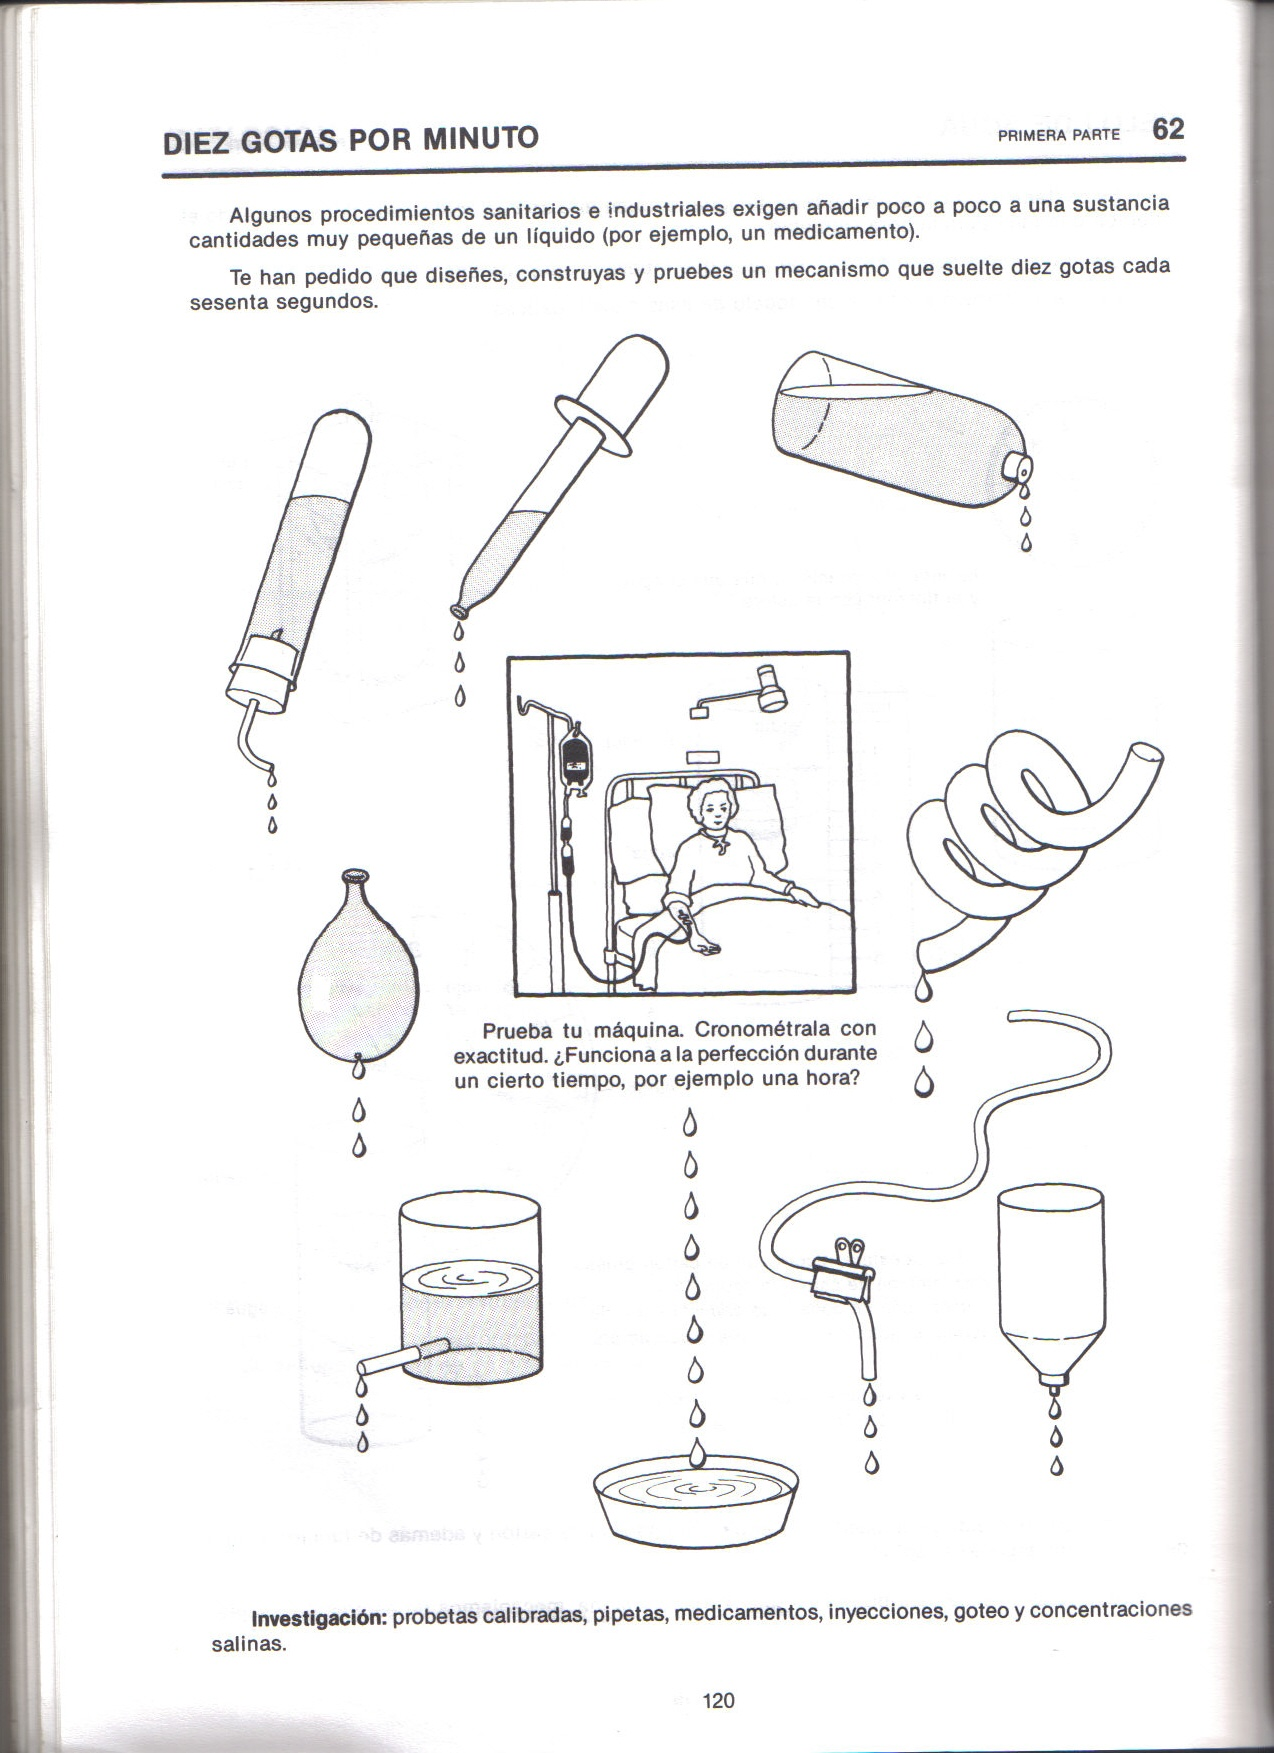 DIEZ GOTAS POR MINUTO
PRIMERA PARTE 62
Algunos procedimientos sanitarios e industriales exigen añadir poco a poco a una sustancia
cantidades muy pequeñas de un líquido (por ejemplo, un medicamento).
Te han pedido que diseñes, construyas y pruebes un mecanismo que suelte diez gotas cada
sesenta segundos.
Prueba tu máquina. Cronométrala con
exactitud. ¿Funciona a la perfección durante
un cierto tiempo, por ejemplo una hora?
Investigación: probetas calibradas, pipetas, medicamentos, inyecciones, goteo y concentraciones
salinas.
120